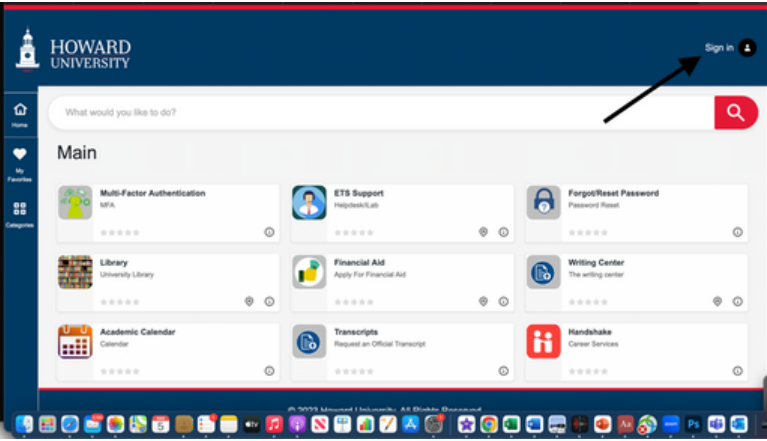 HOWARD
UNIVERSITY
Sign in
Home
What would you like to do?
My
Favorites
Main
Categories
Multi-Factor Authentication
MFA
ETS Support
Helpdesk/iLab
Forgot/Reset Password
Password Reset
Library
University Library
Financial Aid
Apply For Financial Aid
Writing Center
The writing center
Academic Calendar
Calendar
Transcripts
Request an Official Transcript
Handshake
Career Services
© 2023 Howard University. All Rights Reserved